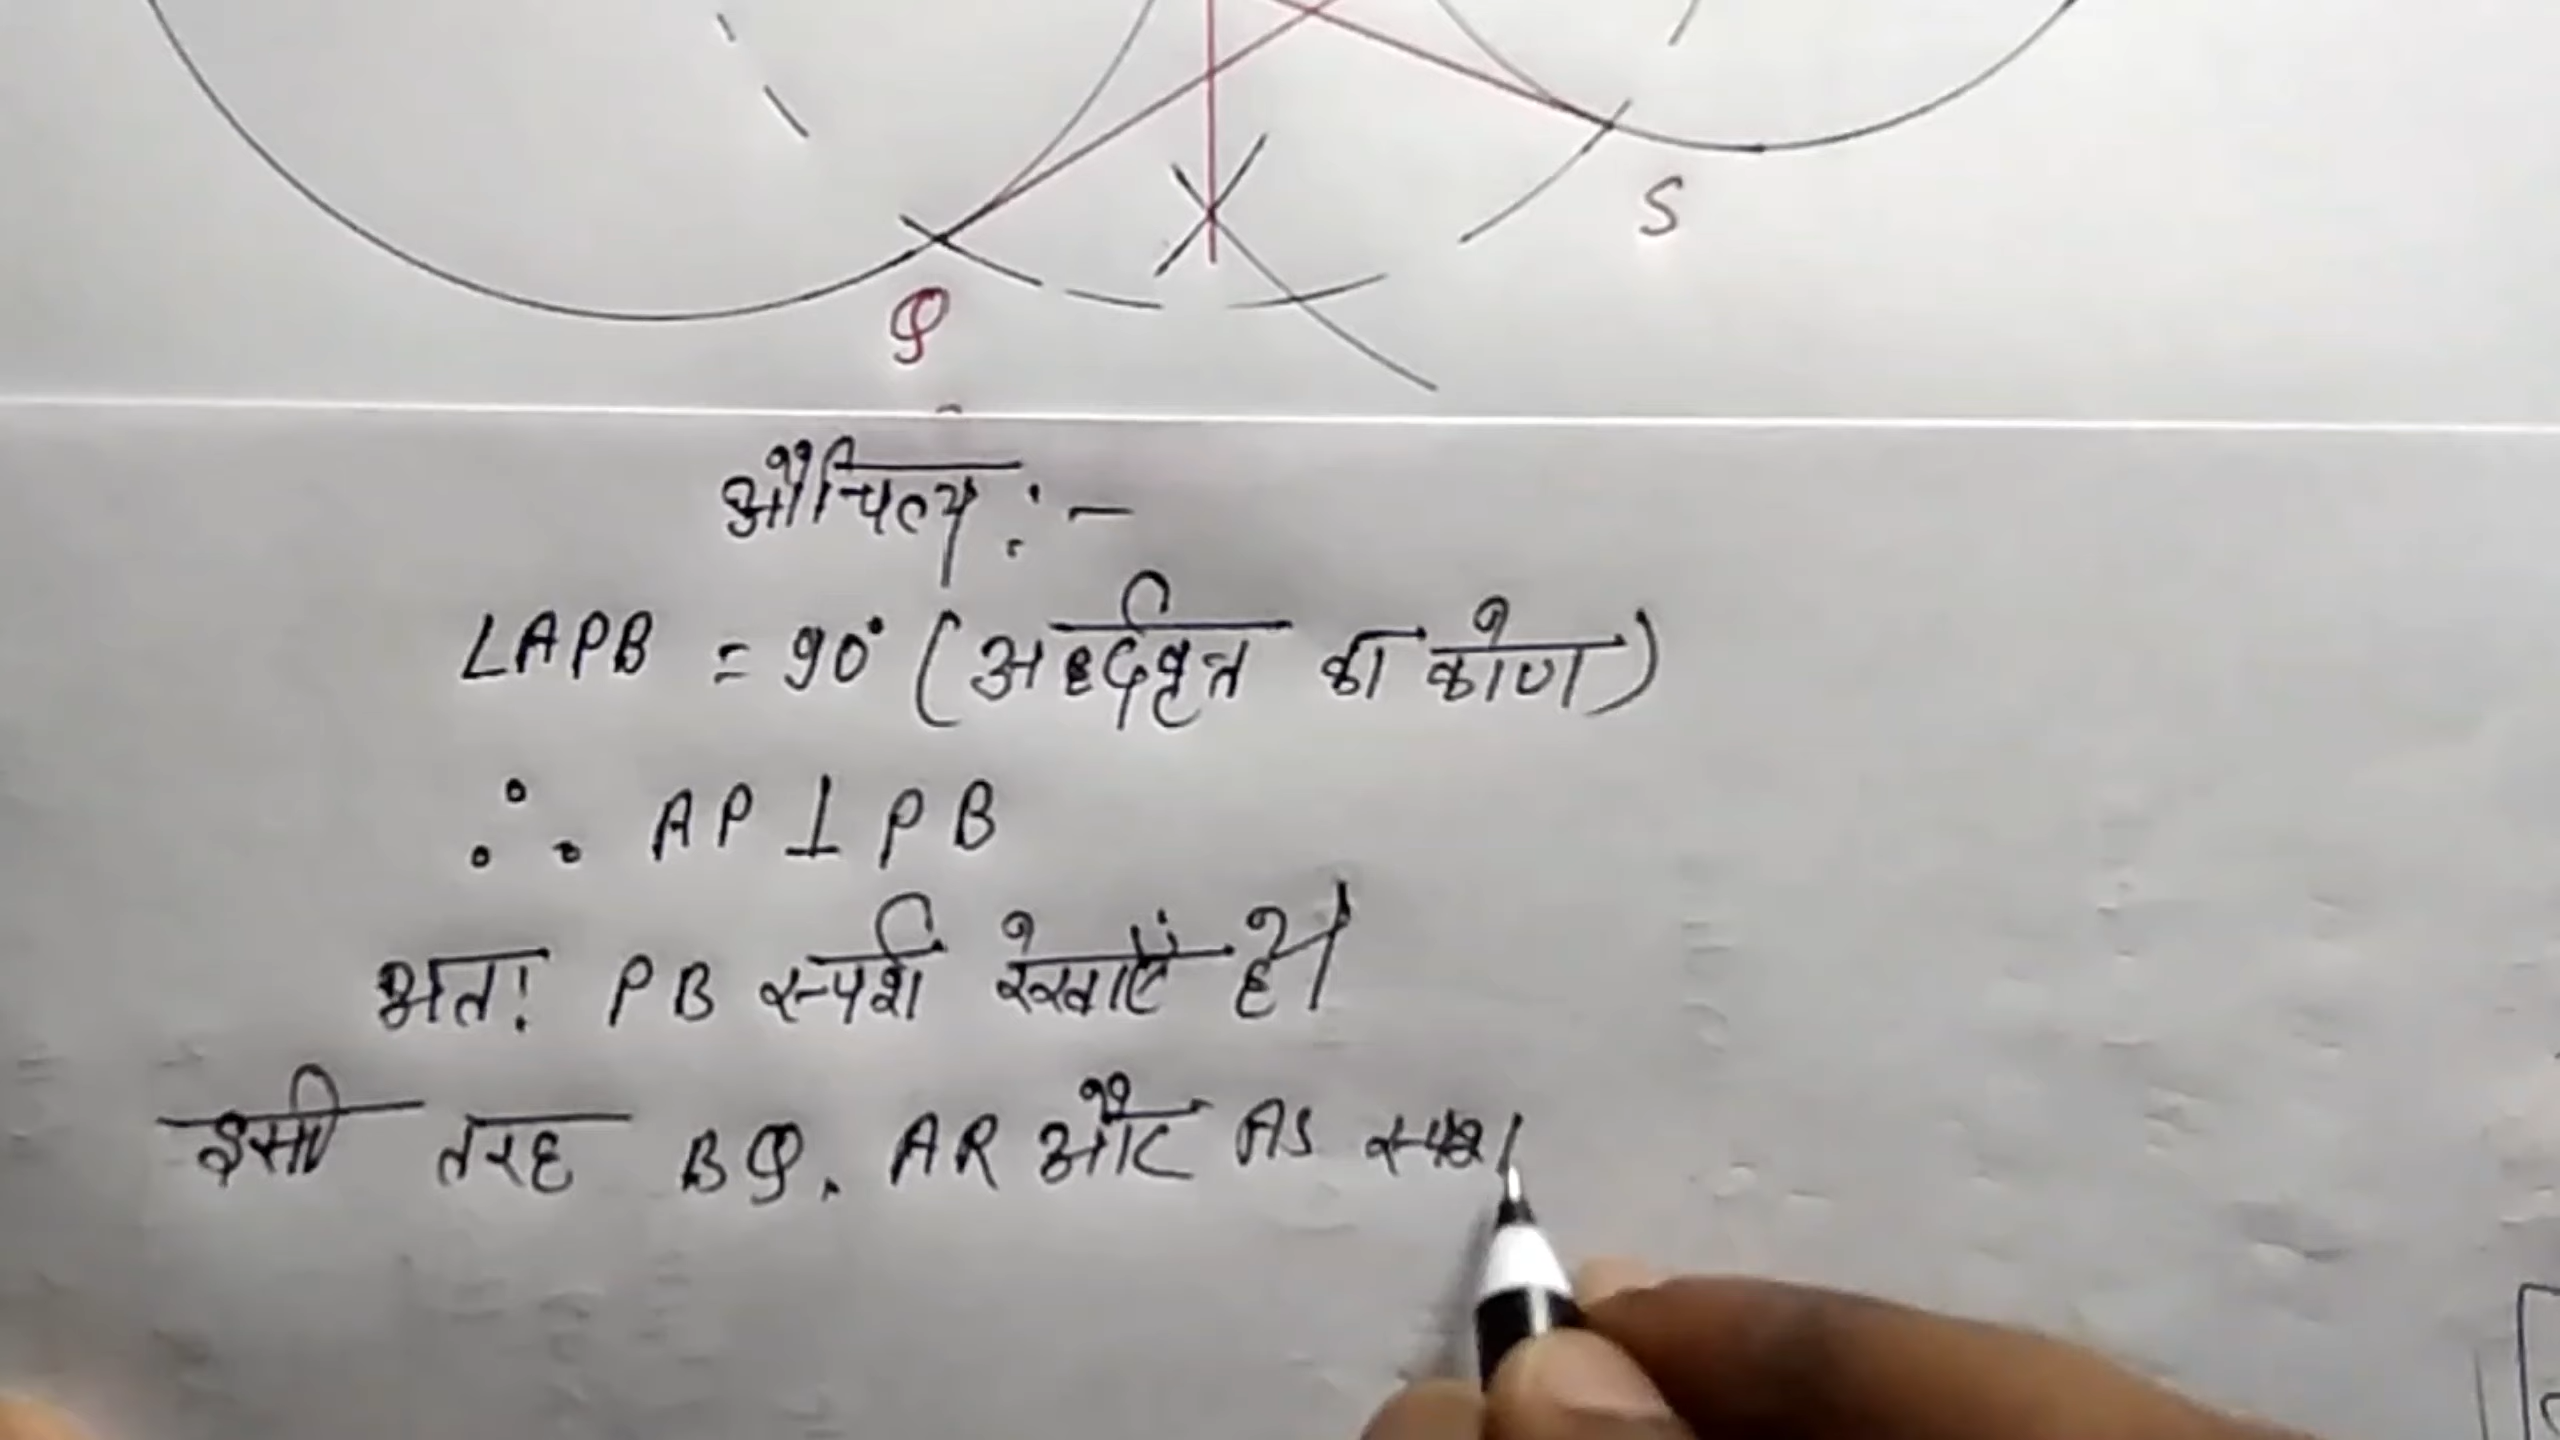 S
Q
औचित्य :-
∠APB = 90° (अर्द्धवृत्त का कोण)
∴ AP ⊥ PB
अतः PB स्पर्श रेखाएं है।
इसी तरह BQ, AR और AS स्पर्श